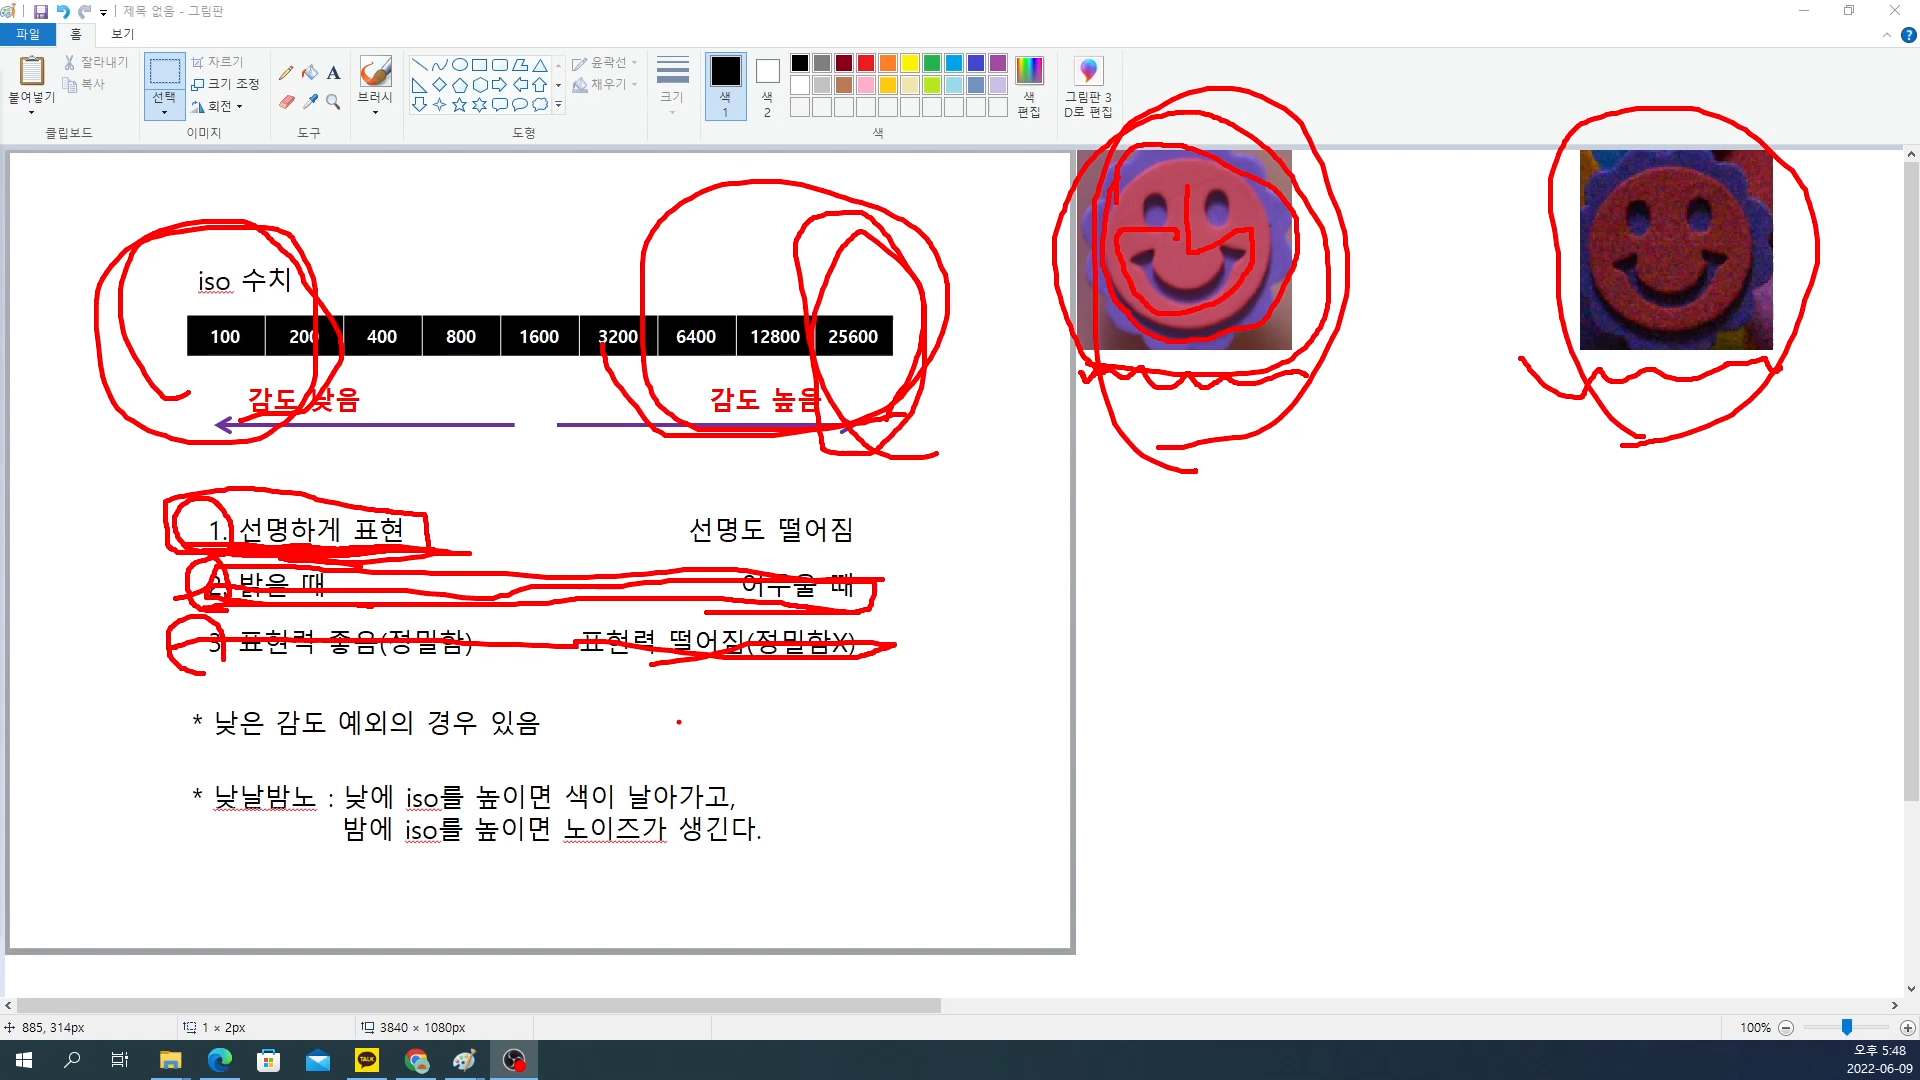 제목 없음 - 그림판
파일 홈 보기
붙여넣기
잘라내기
복사
클립보드
선택
자르기
크기 조정
회전
이미지
A
도구
브러시
윤곽선
채우기
도형
크기
색
1
색
2
색
편집
색
그림판 3
D로 편집
iso 수치
100 200 400 800 1600 3200 6400 12800 25600
감도 낮음 감도 높음
1. 선명하게 표현 선명도 떨어짐
2. 밝은 때 어두울 때
3. 표현력 좋음(정밀함) 표현력 떨어짐(정밀함X)
* 낮은 감도 예외의 경우 있음
* 낮날밤노 : 낮에 iso를 높이면 색이 날아가고,
밤에 iso를 높이면 노이즈가 생긴다.
885, 314px 1 × 2px 3840 × 1080px 100%
TALK
오후 5:48
2022-06-09